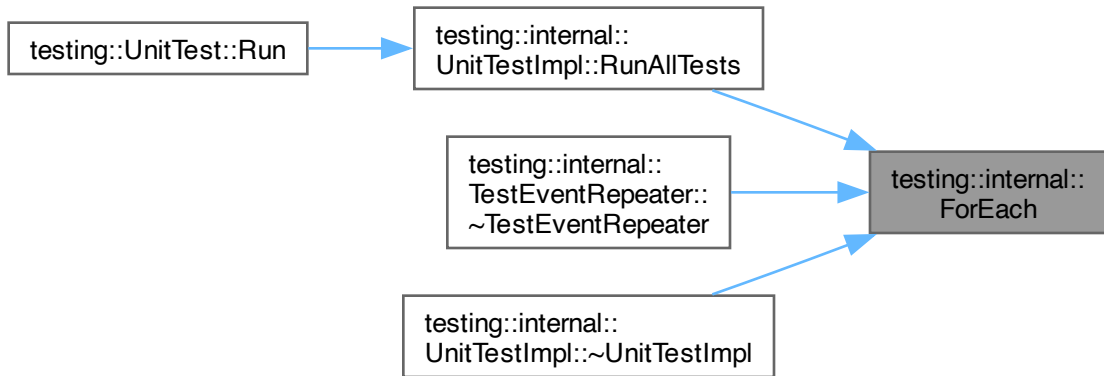 testing::UnitTest::Run
testing::internal::
UnitTestImpl::RunAllTests
testing::internal::
TestEventRepeater::
~TestEventRepeater
testing::internal::
UnitTestImpl::~UnitTestImpl
testing::internal::
ForEach